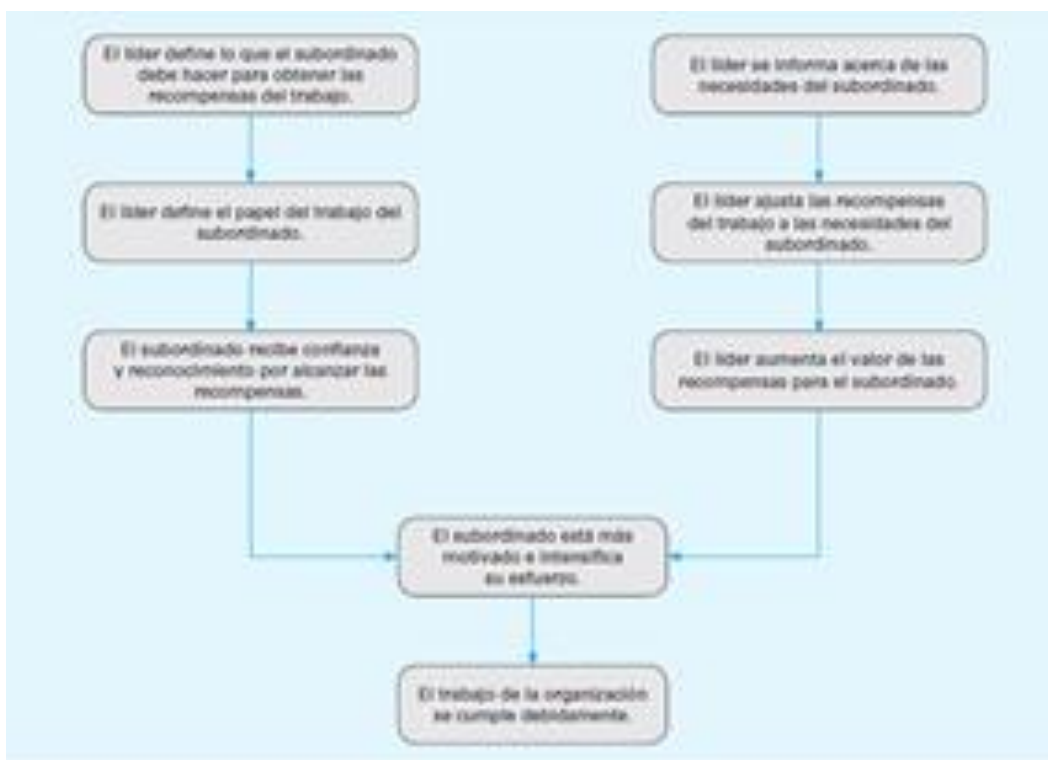 El líder define lo que el subordinado
debe hacer para obtener las
recompensas del trabajo.
El líder define el papel del trabajo del
subordinado.
El subordinado recibe confianza
y reconocimiento por alcanzar las
recompensas.
El líder se informa acerca de las
necesidades del subordinado.
El líder ajusta las recompensas
del trabajo a las necesidades del
subordinado.
El líder aumenta el valor de las
recompensas para el subordinado.
El subordinado está más
motivado e intensifica
su esfuerzo.
El trabajo de la organización
se cumple debidamente.